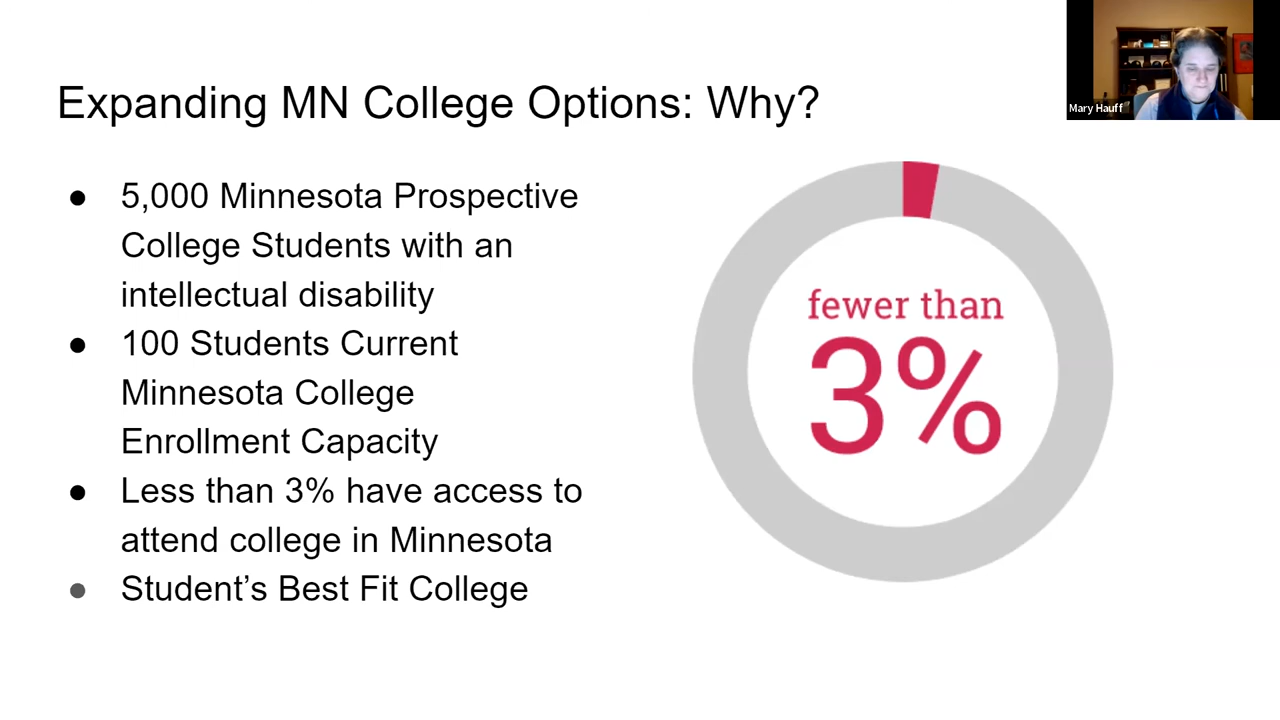 Expanding MN College Options: Why?
Mary Hauff
● 5,000 Minnesota Prospective
College Students with an
intellectual disability
● 100 Students Current
Minnesota College
Enrollment Capacity
● Less than 3% have access to
attend college in Minnesota
● Student’s Best Fit College
fewer than
3%